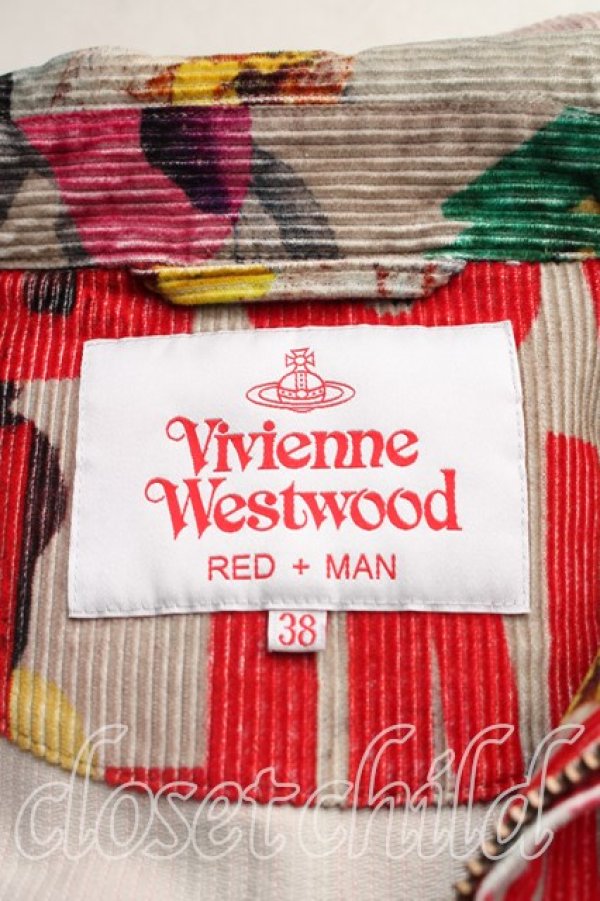 Vivienne
Westwood
RED + MAN
38
closet child